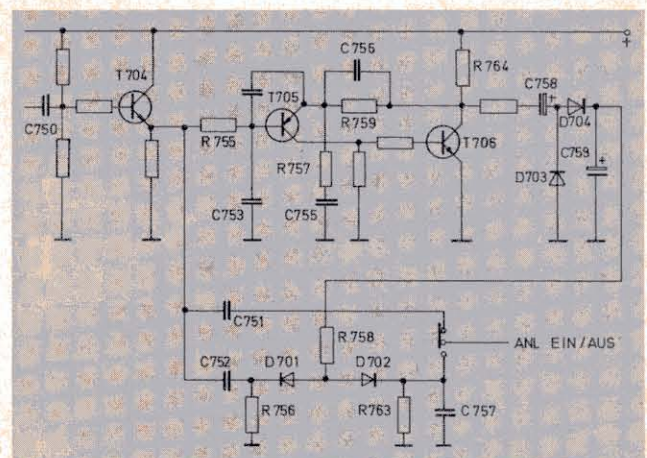 +
C756
R764
C758
T704
T705
C750
D704
R755
R759
T706
C759
R757
D703
C753
C755
C751
R758
ANL EIN/AUS
C752
D701
D702
R756
R763
C757